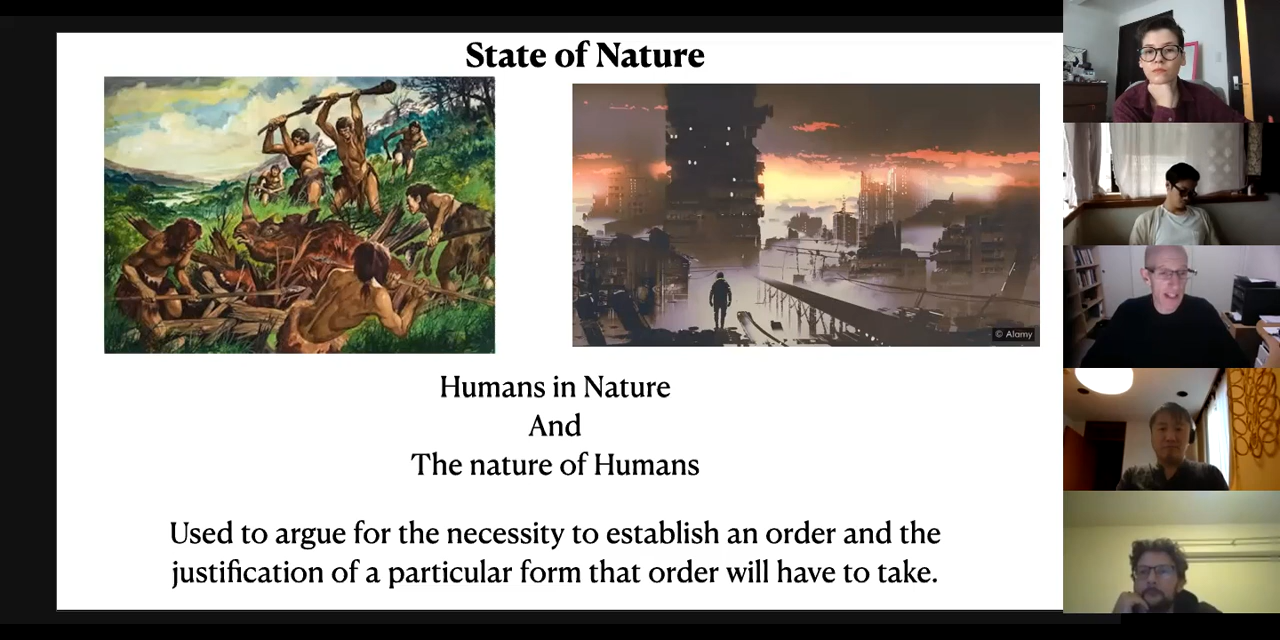 State of Nature
© Alamy
Humans in Nature
And
The nature of Humans
Used to argue for the necessity to establish an order and the
justification of a particular form that order will have to take.